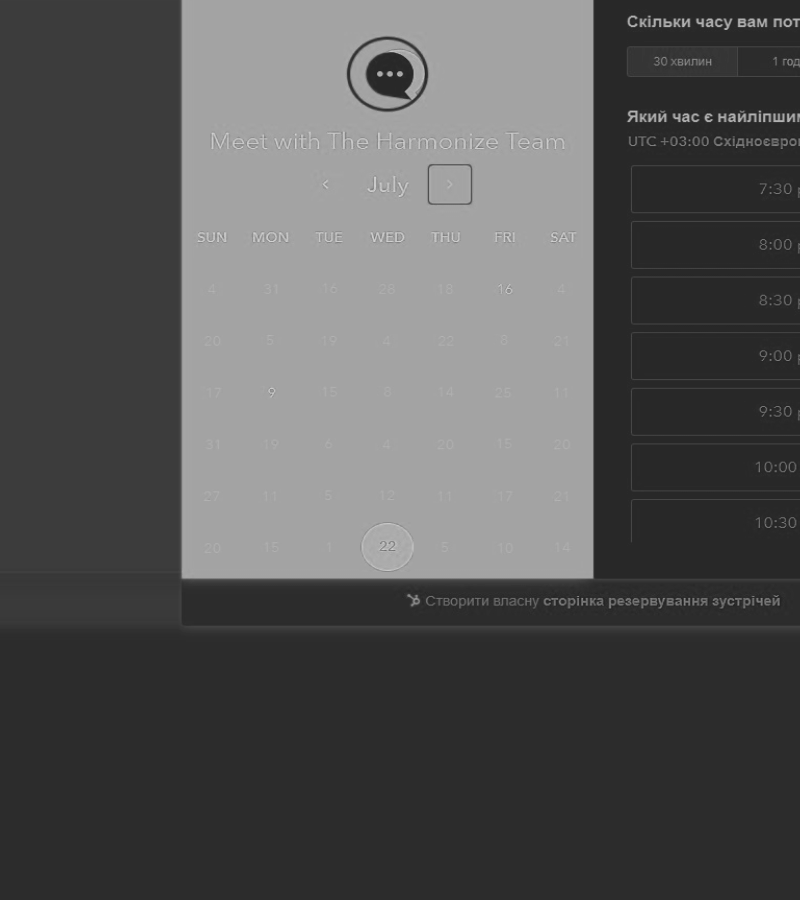 Meet with The Harmonize Team
July
SUN MON TUE WED THU FRI SAT
4 31 16 28 18 16 4
20 5 19 4 22 8 21
17 9 15 8 14 25 11
31 19 6 4 20 15 20
27 11 5 12 11 17 21
20 15 1 22 5 10 14
Скільки часу вам пот
30 хвилин 1 год
Який час є найліпшим
UTC +03:00 Східноєвро
7:30
8:00
8:30
9:00
9:30
10:00
10:30
Створити власну сторінка резервування зустрічей